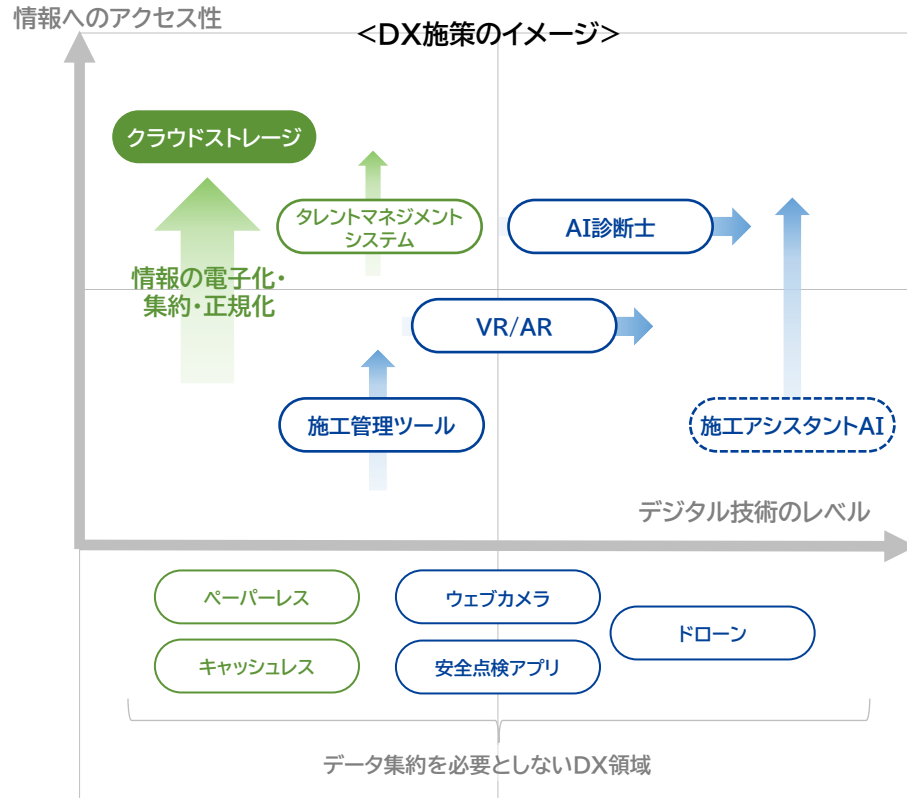 情報へのアクセス性
<DX施策のイメージ>
クラウドストレージ
タレントマネジメント
システム
AI診断士
情報の電子化・
集約・正規化
VR/AR
施工管理ツール
施工アシスタントAI
デジタル技術のレベル
ペーパーレス
ウェブカメラ
ドローン
キャッシュレス
安全点検アプリ
データ集約を必要としないDX領域